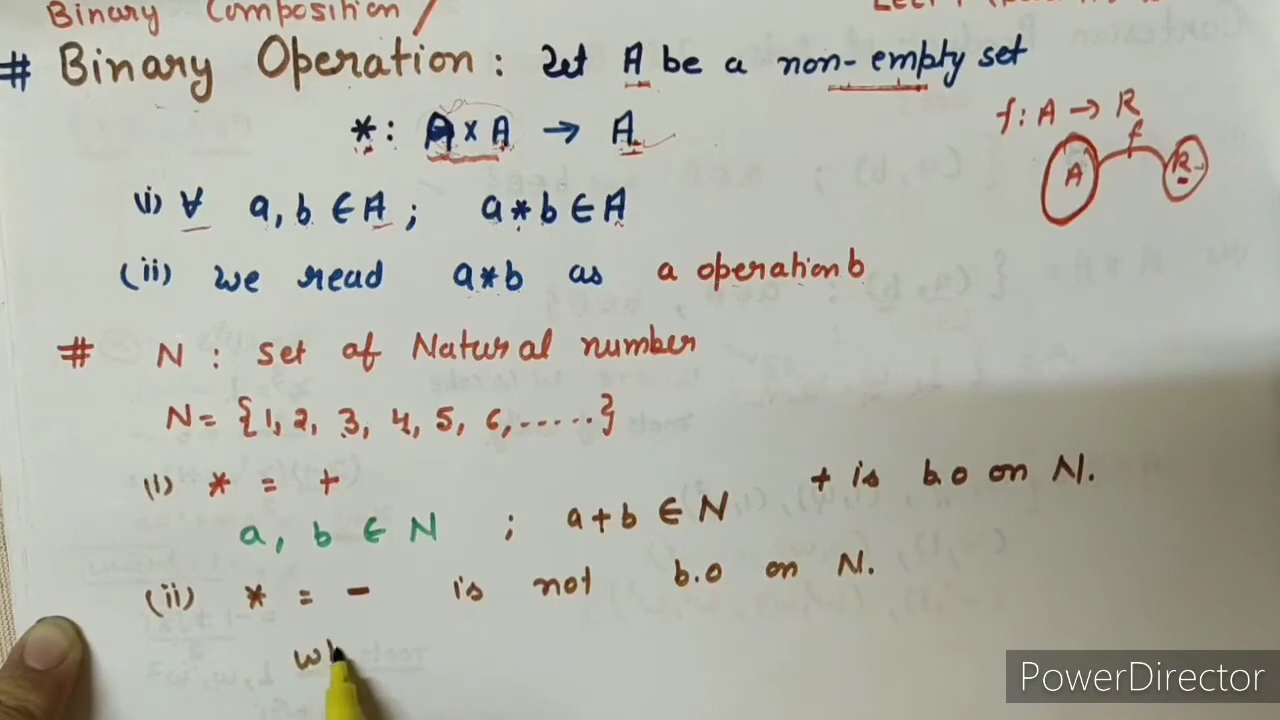 Binary Composition /
# Binary Operation : Let A be a non-empty set
* : A x A → A
f: A → R
f
A
R
(i) ∀ a, b ∈ A ; a * b ∈ A
(ii) we read a*b as a operation b
# N : set of Natural number
N = {1, 2, 3, 4, 5, 6, .....}
(i) * = + + is b.o on N.
a, b ∈ N ; a+b ∈ N
(ii) * = - is not b.o on N.
wh
PowerDirector